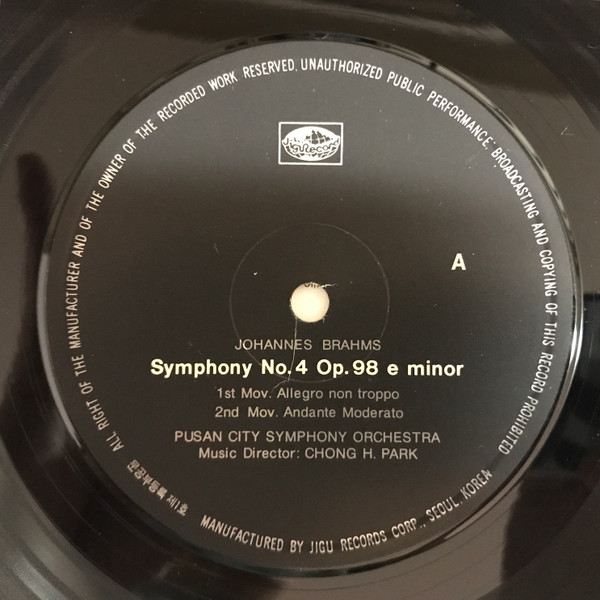 ALL RIGHT OF THE MANUFACTURER AND OF THE OWNER OF THE RECORDED WORK RESERVED. UNAUTHORIZED PUBLIC PERFORMANCE BROADCASTING AND COPYING OF THIS RECORD PROHIBITED
A
JOHANNES BRAHMS
Symphony No.4 Op.98 e minor
1st Mov. Allegro non troppo
2nd Mov. Andante Moderato
PUSAN CITY SYMPHONY ORCHESTRA
Music Director: CHONG H. PARK
MANUFACTURED BY JIGU RECORDS CORP., SEOUL, KOREA